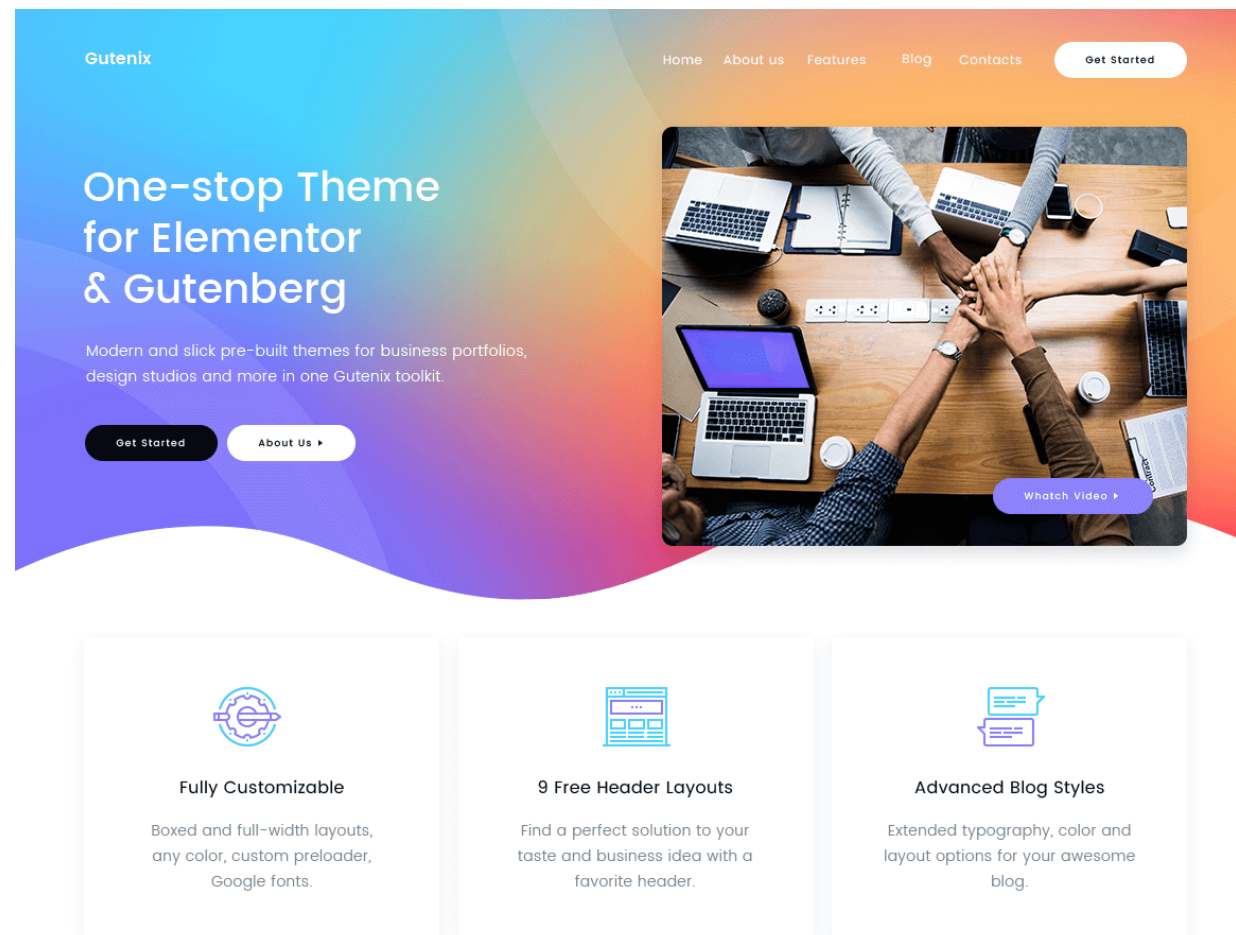 Gutenix
Home About us Features Blog Contacts Get Started
One-stop Theme
for Elementor
& Gutenberg
Modern and slick pre-built themes for business portfolios,
design studios and more in one Gutenix toolkit.
Get Started About Us
Contract
Whatch Video
Fully Customizable
Boxed and full-width layouts,
any color, custom preloader,
Google fonts.
9 Free Header Layouts
Find a perfect solution to your
taste and business idea with a
favorite header.
Advanced Blog Styles
Extended typography, color and
layout options for your awesome
blog.